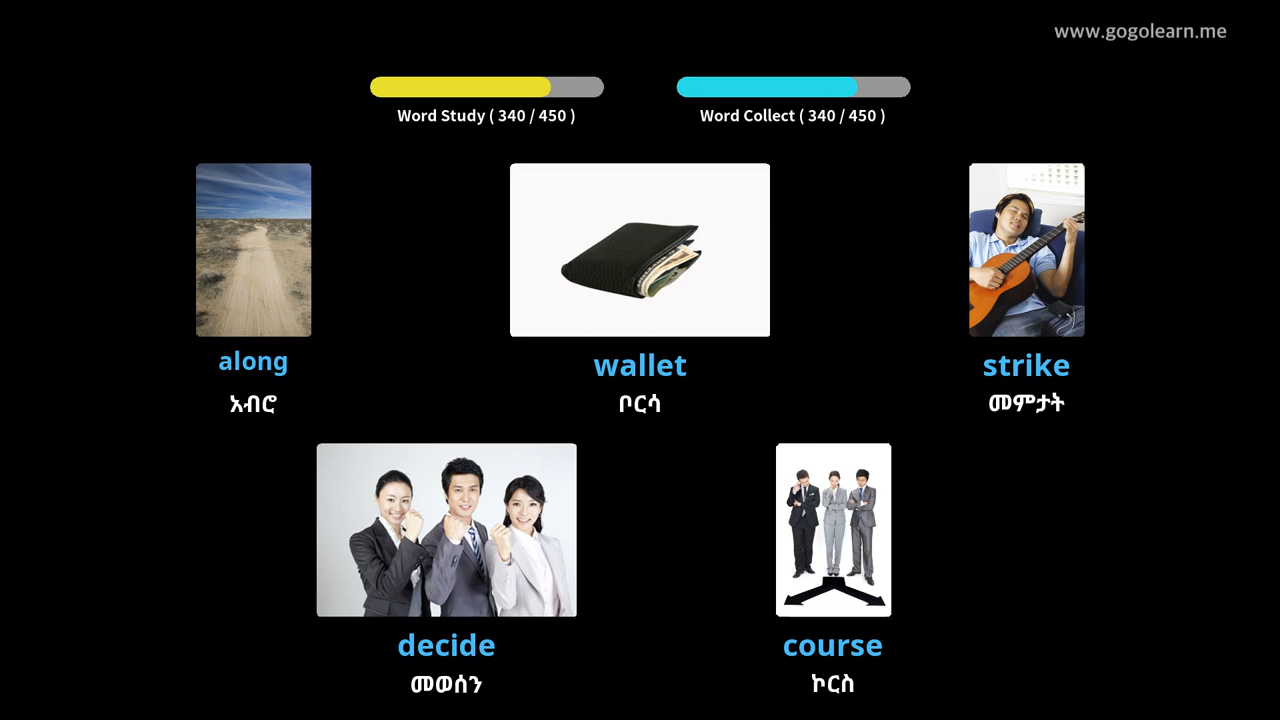 www.gogolearn.me
Word Study ( 340 / 450 )
Word Collect ( 340 / 450 )
along
አብሮ
wallet
ቦርሳ
strike
መምታት
decide
መወሰን
course
ኮርስ